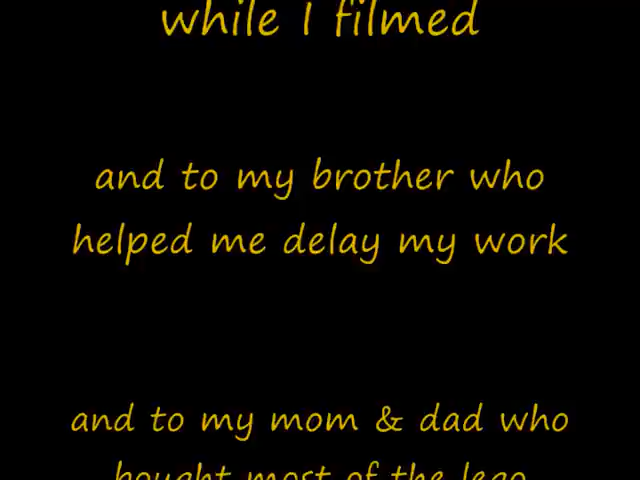 while I filmed
and to my brother who
helped me delay my work
and to my mom & dad who
bought most of the lego